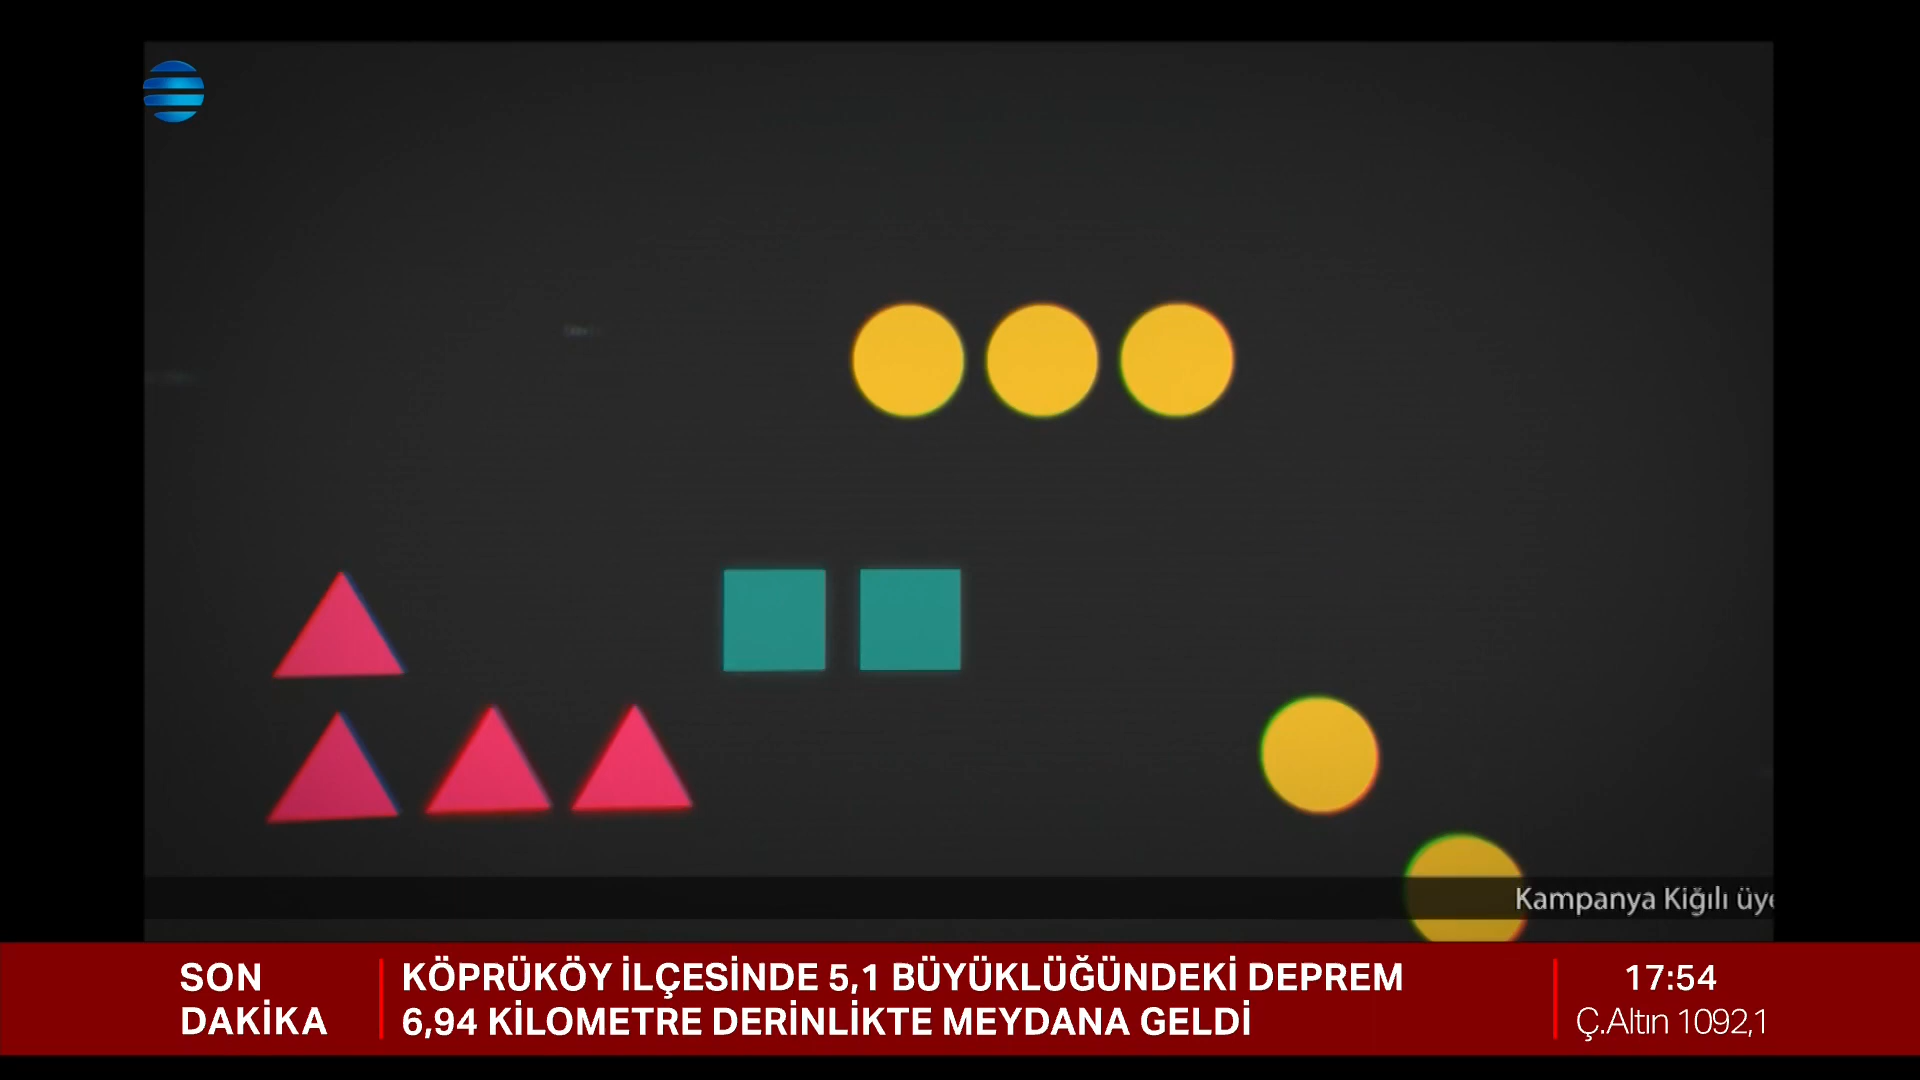 Kampanya Kiğılı üye
SON
DAKİKA
KÖPRÜKÖY İLÇESİNDE 5,1 BÜYÜKLÜĞÜNDEKİ DEPREM
6,94 KİLOMETRE DERİNLİKTE MEYDANA GELDİ
17:54
Ç.Altın 1092,1